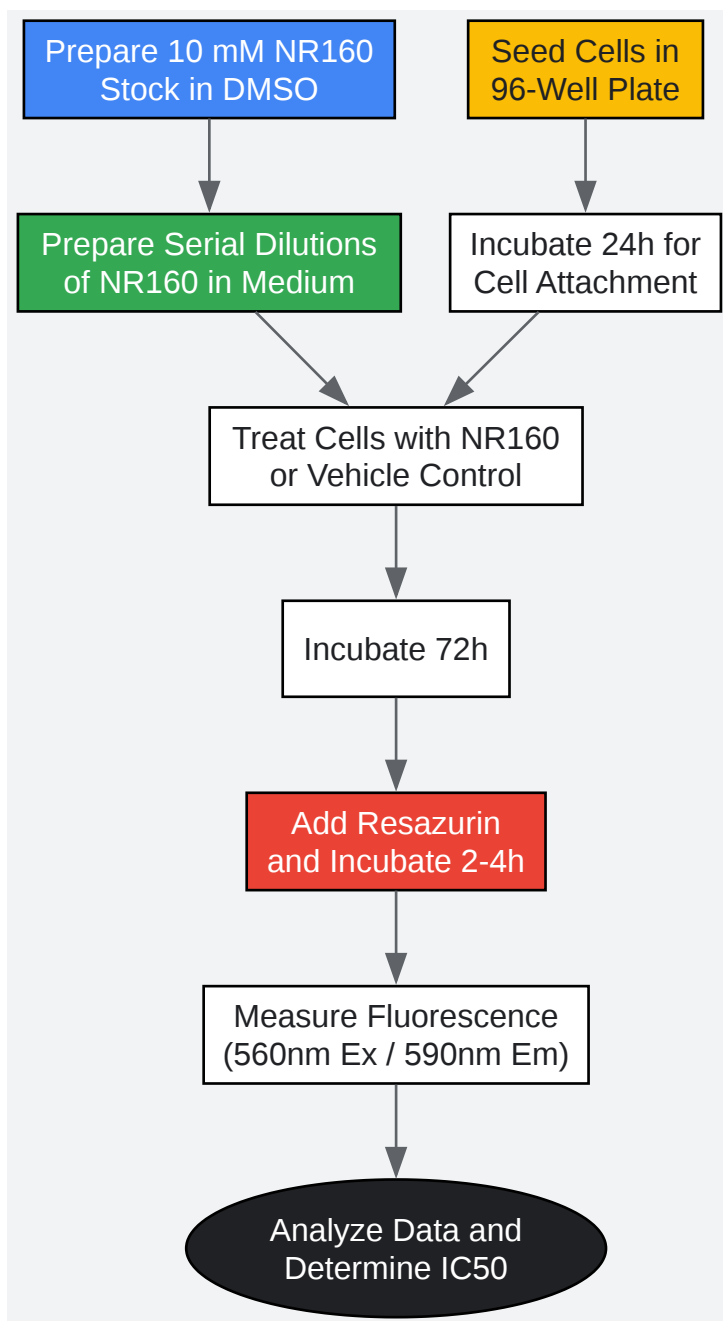 Prepare 10 mM NR160
Stock in DMSO
Seed Cells in
96-Well Plate
Prepare Serial Dilutions
of NR160 in Medium
Incubate 24h for
Cell Attachment
Treat Cells with NR160
or Vehicle Control
Incubate 72h
Add Resazurin
and Incubate 2-4h
Measure Fluorescence
(560nm Ex / 590nm Em)
Analyze Data and
Determine IC50